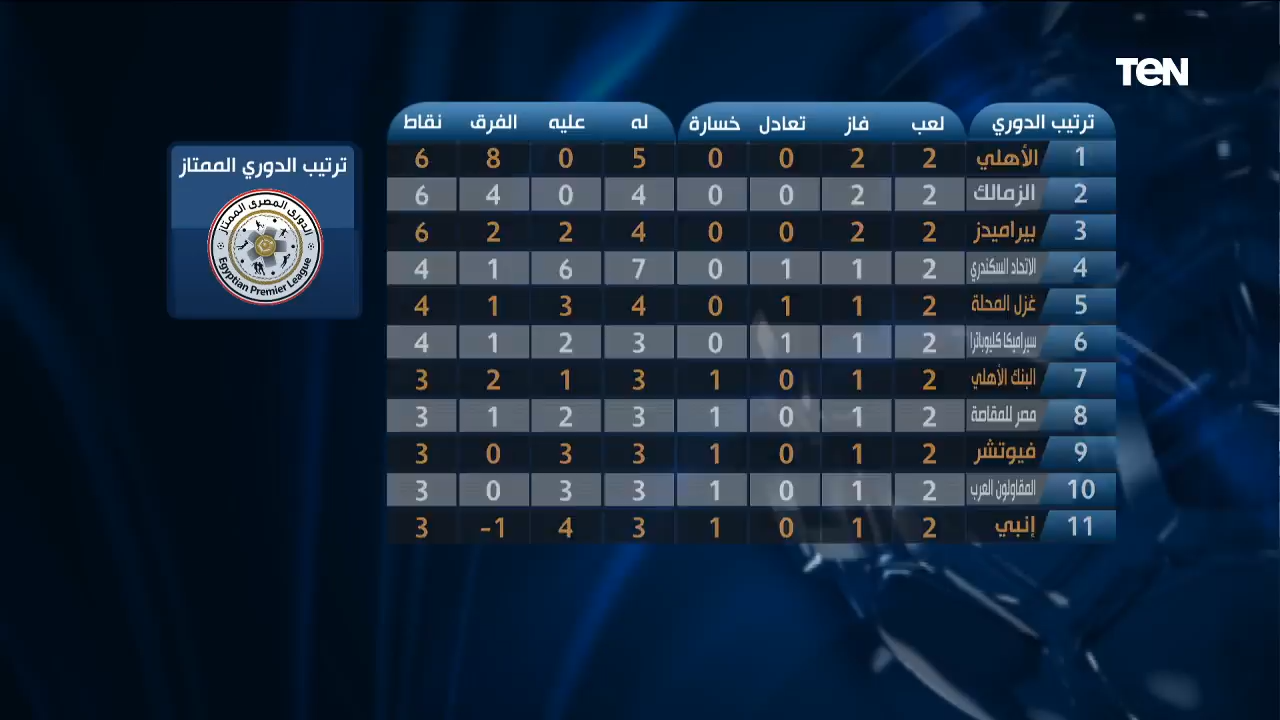 TEN
ترتيب الدوري لعب فاز تعادل خسارة له عليه الفرق نقاط
1 الأهلي 2 2 0 0 5 0 8 6
2 الزمالك 2 2 0 0 4 0 4 6
3 بيراميدز 2 2 0 0 4 2 2 6
4 الاتحاد السكندري 2 1 1 0 7 6 1 4
5 غزل المحلة 2 1 1 0 4 3 1 4
6 سيراميكا كليوباترا 2 1 1 0 3 2 1 4
7 البنك الأهلي 2 1 0 1 3 1 2 3
8 مصر للمقاصة 2 1 0 1 3 2 1 3
9 فيوتشر 2 1 0 1 3 3 0 3
10 المقاولون العرب 2 1 0 1 3 3 0 3
11 إنبي 2 1 0 1 3 4 -1 3
ترتيب الدوري الممتاز
الدوري المصري الممتاز
Egyptian Premier League